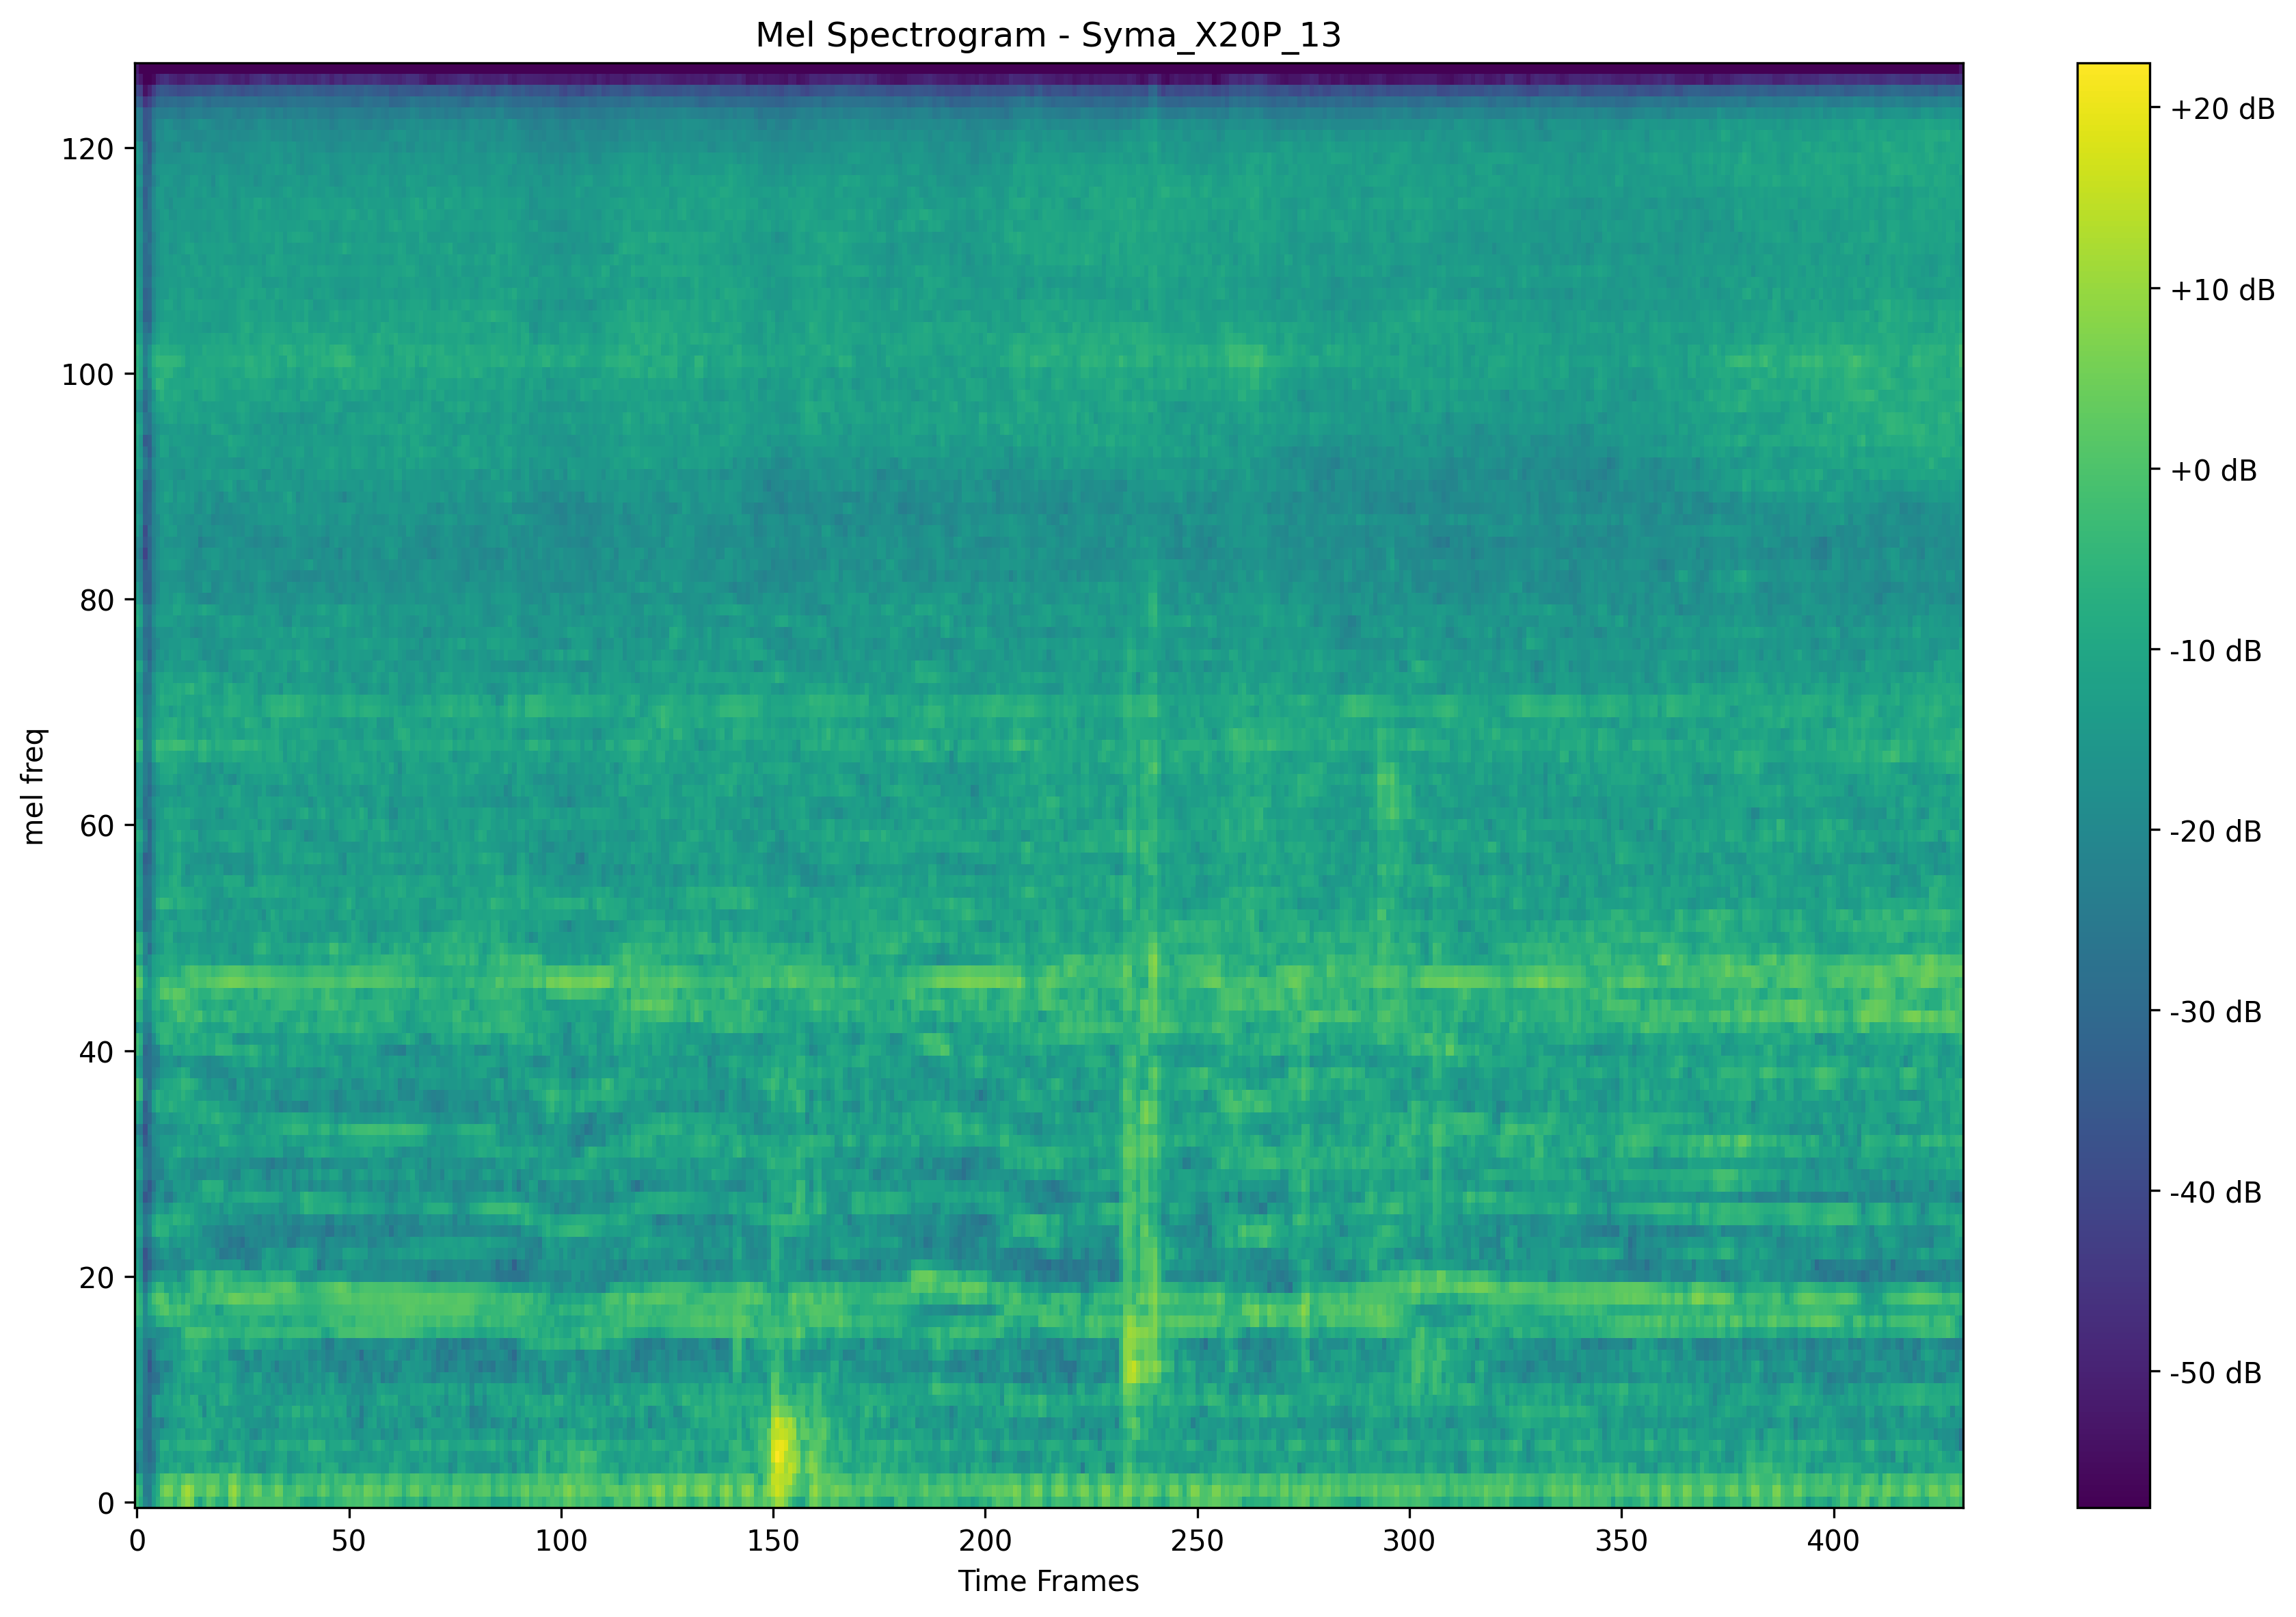 Mel Spectrogram - Syma_X20P_13
mel freq
120
100
80
60
40
20
0
0 50 100 150 200 250 300 350 400
Time Frames
+20 dB
+10 dB
+0 dB
-10 dB
-20 dB
-30 dB
-40 dB
-50 dB